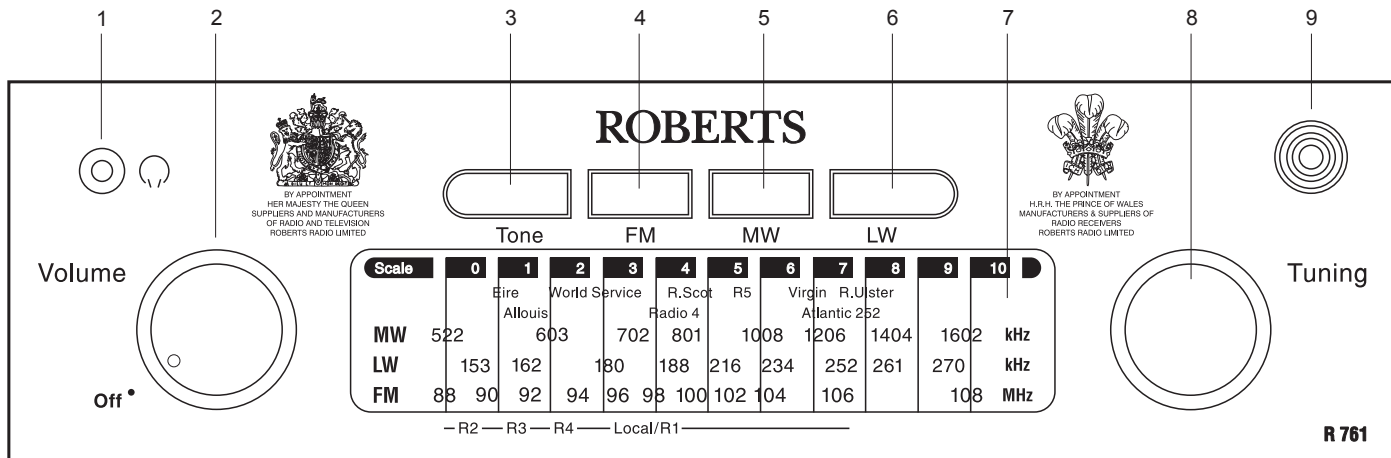 1 2 3 4 5 6 7 8 9
ROBERTS
BY APPOINTMENT
HER MAJESTY THE QUEEN
SUPPLIERS AND MANUFACTURERS
OF RADIO AND TELEVISION
ROBERTS RADIO LIMITED
BY APPOINTMENT
H.R.H. THE PRINCE OF WALES
MANUFACTURERS & SUPPLIERS OF
RADIO RECEIVERS
ROBERTS RADIO LIMITED
Tone FM MW LW
Volume
Tuning
Scale 0 1 2 3 4 5 6 7 8 9 10
Eire World Service R.Scot R5 Virgin R.Ulster
Allouis Radio 4 Atlantic 252
MW 522 603 702 801 1008 1206 1404 1602 kHz
LW 153 162 180 188 216 234 252 261 270 kHz
FM 88 90 92 94 96 98 100 102 104 106 108 MHz
Off
R2 R3 R4 Local/R1
R 761